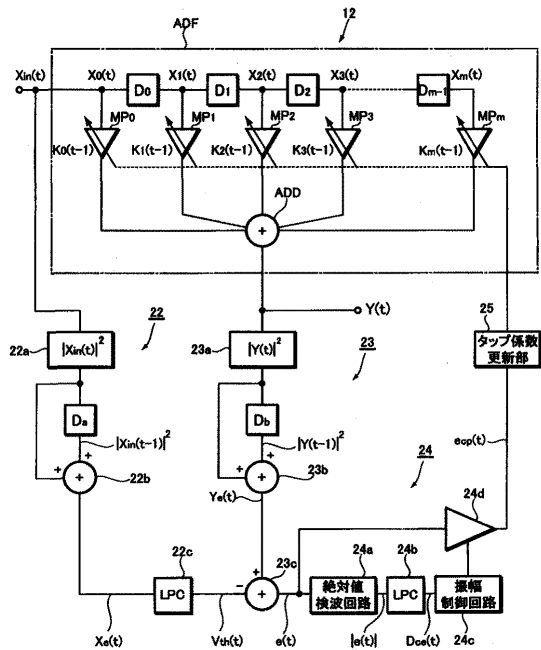 ADF
12
Xin(t)
X0(t)
D0
X1(t)
D1
X2(t)
D2
X3(t)
Dm-1
Xm(t)
MP0
MP1
MP2
MP3
MPm
K0(t-1)
K1(t-1)
K2(t-1)
K3(t-1)
Km(t-1)
ADD
+
Y(t)
22
22a
|Xin(t)|²
23a
|Y(t)|²
23
25
タップ係数
更新部
Da
|Xin(t-1)|²
+
+
+
22b
Db
|Y(t-1)|²
+
+
+
23b
Ye(t)
ecp(t)
24
24d
22c
LPC
Xe(t)
Vth(t)
−
+
+
23c
e(t)
24a
絶対値
検波回路
|e(t)|
24b
LPC
Dce(t)
振幅
制御回路
24c